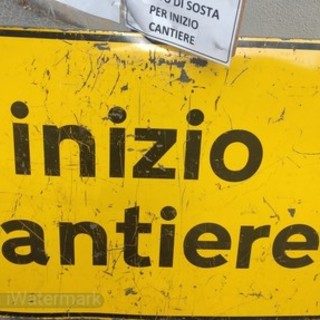 DI SOSTA
PER INIZIO
CANTIERE
inizio
antiere
iWatermark